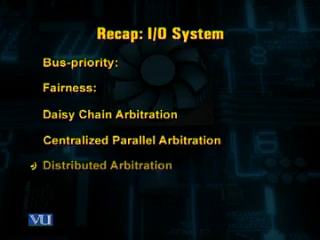 Recap: I/O System
Bus-priority:
Fairness:
Daisy Chain Arbitration
Centralized Parallel Arbitration
Distributed Arbitration
VU